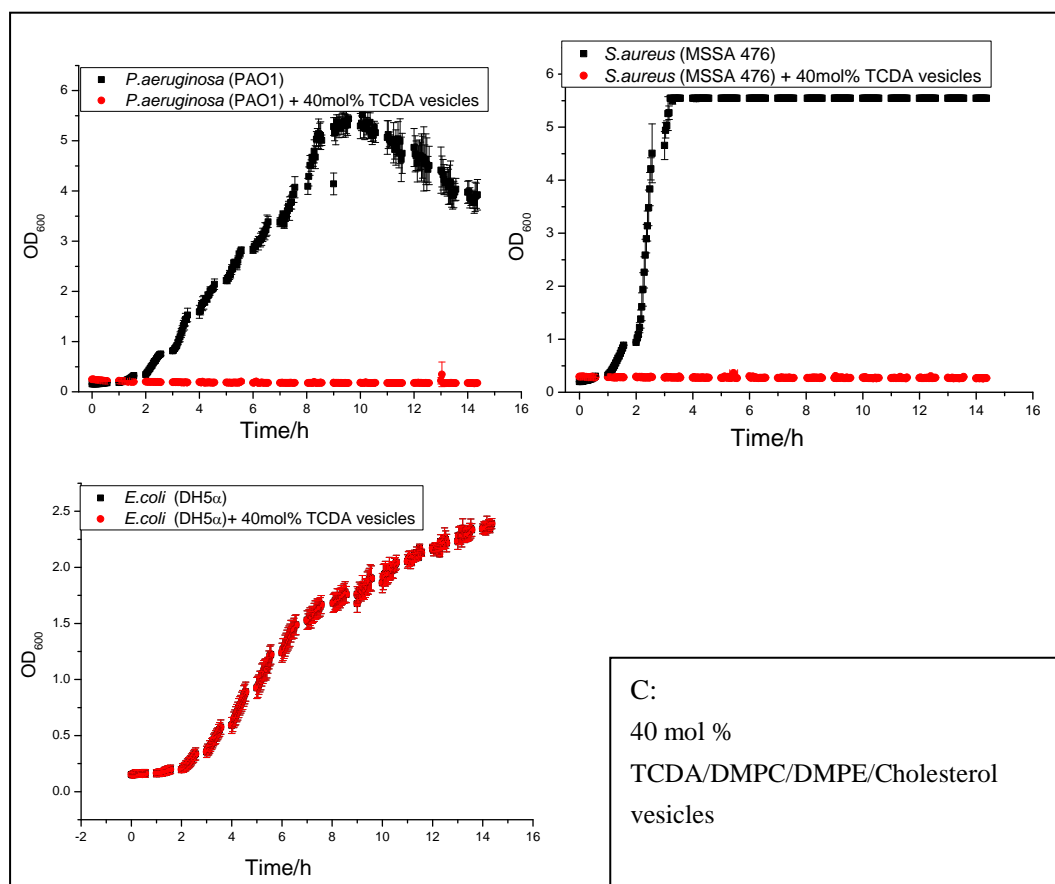 P.aeruginosa (PAO1)
P.aeruginosa (PAO1) + 40mol% TCDA vesicles
OD600
5
4
3
2
1
0
0 2 4 6 8 10 12 14 16
Time/h
S.aureus (MSSA 476)
S.aureus (MSSA 476) + 40mol% TCDA vesicles
OD600
6
5
4
3
2
1
0
0 2 4 6 8 10 12 14 16
Time/h
E.coli (DH5α)
E.coli (DH5α)+ 40mol% TCDA vesicles
OD600
2.5
2.0
1.5
1.0
0.5
0.0
-2 0 2 4 6 8 10 12 14 16
Time/h
C:
40 mol %
TCDA/DMPC/DMPE/Cholesterol
vesicles